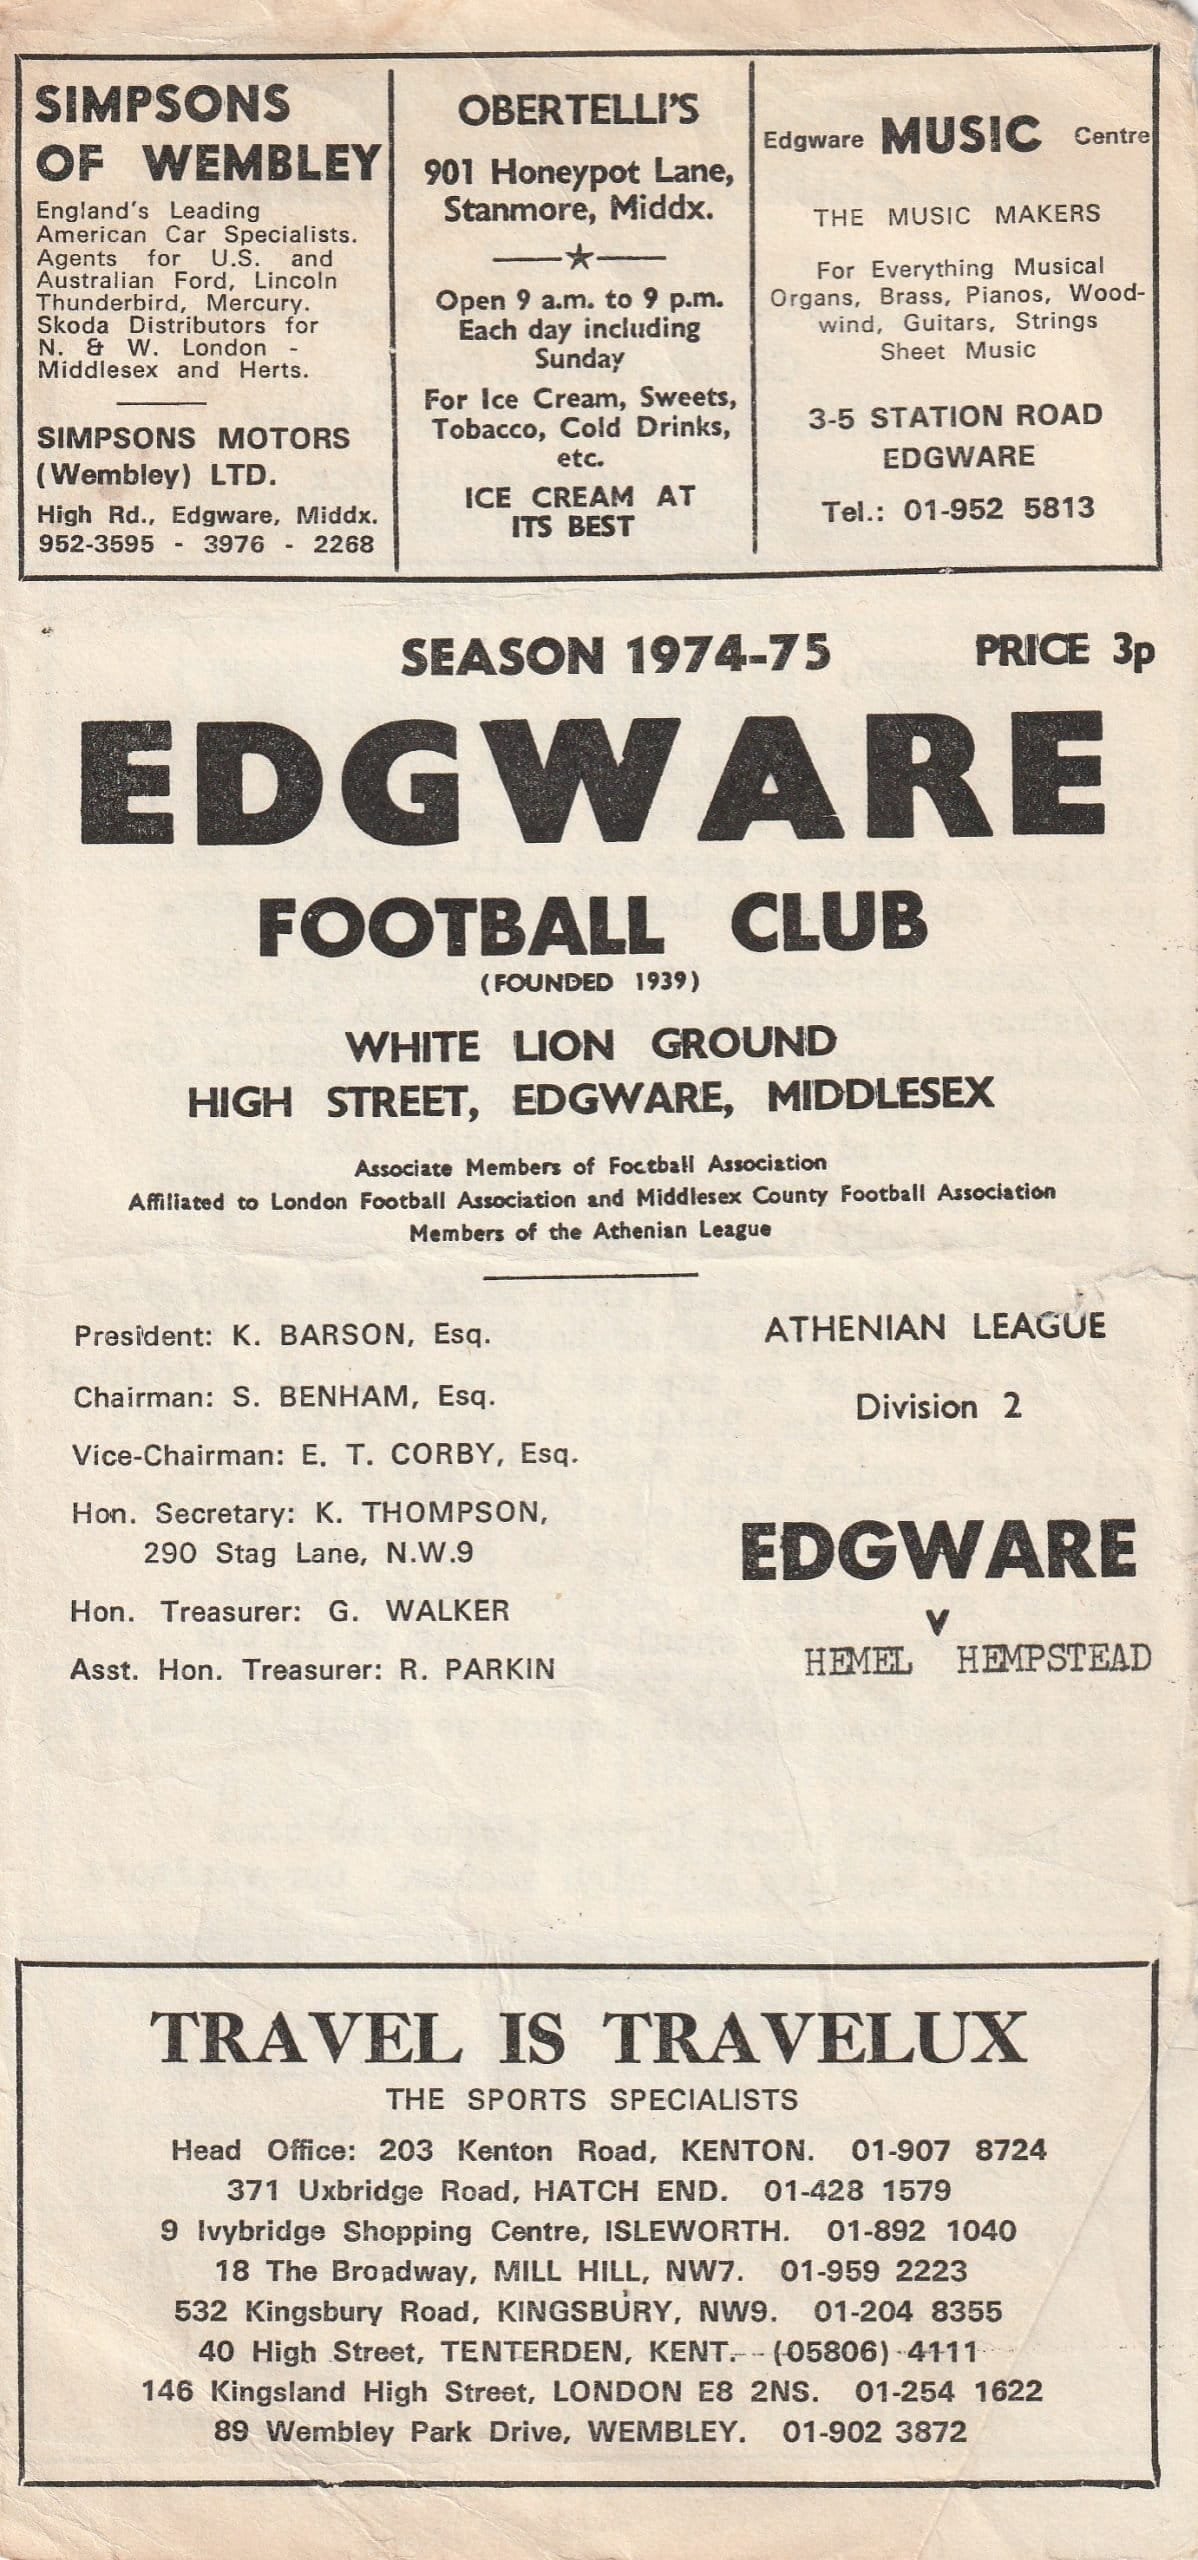 SIMPSONS
OF WEMBLEY
England's Leading
American Car Specialists.
Agents for U.S. and
Australian Ford, Lincoln
Thunderbird, Mercury.
Skoda Distributors for
N. & W. London -
Middlesex and Herts.
SIMPSONS MOTORS
(Wembley) LTD.
High Rd., Edgware, Middx.
952-3595 - 3976 - 2268
OBERTELLI'S
901 Honeypot Lane,
Stanmore, Middx.
Open 9 a.m. to 9 p.m.
Each day including
Sunday
For Ice Cream, Sweets,
Tobacco, Cold Drinks,
etc.
ICE CREAM AT
ITS BEST
Edgware MUSIC Centre
THE MUSIC MAKERS
For Everything Musical
Organs, Brass, Pianos, Wood-
wind, Guitars, Strings
Sheet Music
3-5 STATION ROAD
EDGWARE
Tel.: 01-952 5813
SEASON 1974-75 PRICE 3p
EDGWARE
FOOTBALL CLUB
(FOUNDED 1939)
WHITE LION GROUND
HIGH STREET, EDGWARE, MIDDLESEX
Associate Members of Football Association
Affiliated to London Football Association and Middlesex County Football Association
Members of the Athenian League
President: K. BARSON, Esq.
Chairman: S. BENHAM, Esq.
Vice-Chairman: E. T. CORBY, Esq.
Hon. Secretary: K. THOMPSON,
290 Stag Lane, N.W.9
Hon. Treasurer: G. WALKER
Asst. Hon. Treasurer: R. PARKIN
ATHENIAN LEAGUE
Division 2
EDGWARE
v
HEMEL HEMPSTEAD
TRAVEL IS TRAVELUX
THE SPORTS SPECIALISTS
Head Office: 203 Kenton Road, KENTON. 01-907 8724
371 Uxbridge Road, HATCH END. 01-428 1579
9 Ivybridge Shopping Centre, ISLEWORTH. 01-892 1040
18 The Broadway, MILL HILL, NW7. 01-959 2223
532 Kingsbury Road, KINGSBURY, NW9. 01-204 8355
40 High Street, TENTERDEN, KENT. (05806) 4111
146 Kingsland High Street, LONDON E8 2NS. 01-254 1622
89 Wembley Park Drive, WEMBLEY. 01-902 3872